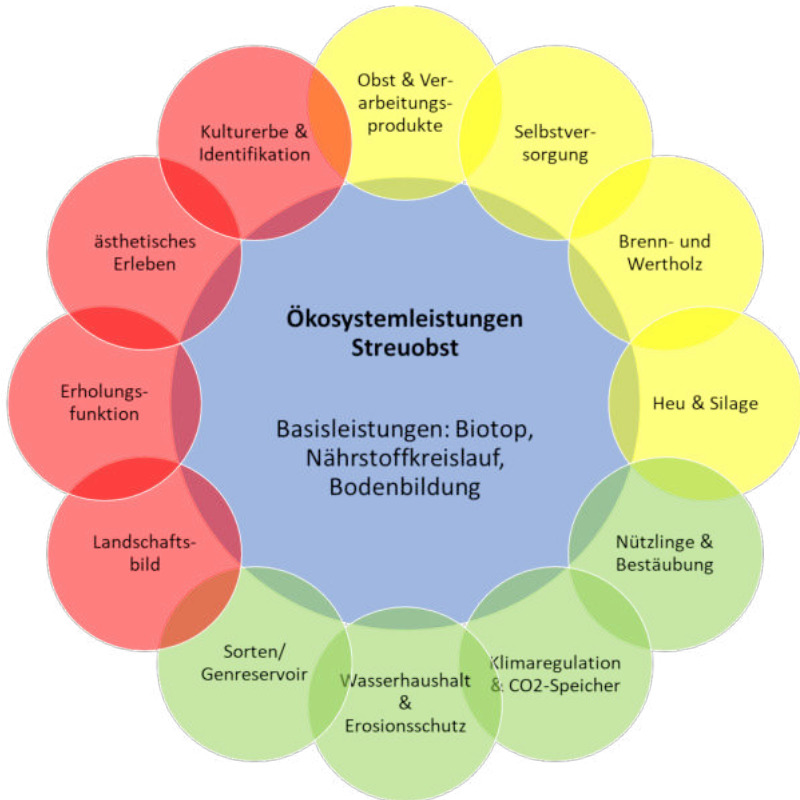 Obst & Ver-
arbeitungs-
produkte
Selbstver-
sorgung
Brenn- und
Wertholz
Heu & Silage
Nützlinge &
Bestäubung
Klimaregulation
& CO2-Speicher
Wasserhaushalt
&
Erosionsschutz
Sorten/
Genreservoir
Landschafts-
bild
Erholungs-
funktion
ästhetisches
Erleben
Kulturerbe &
Identifikation
Ökosystemleistungen
Streuobst
Basisleistungen: Biotop,
Nährstoffkreislauf,
Bodenbildung